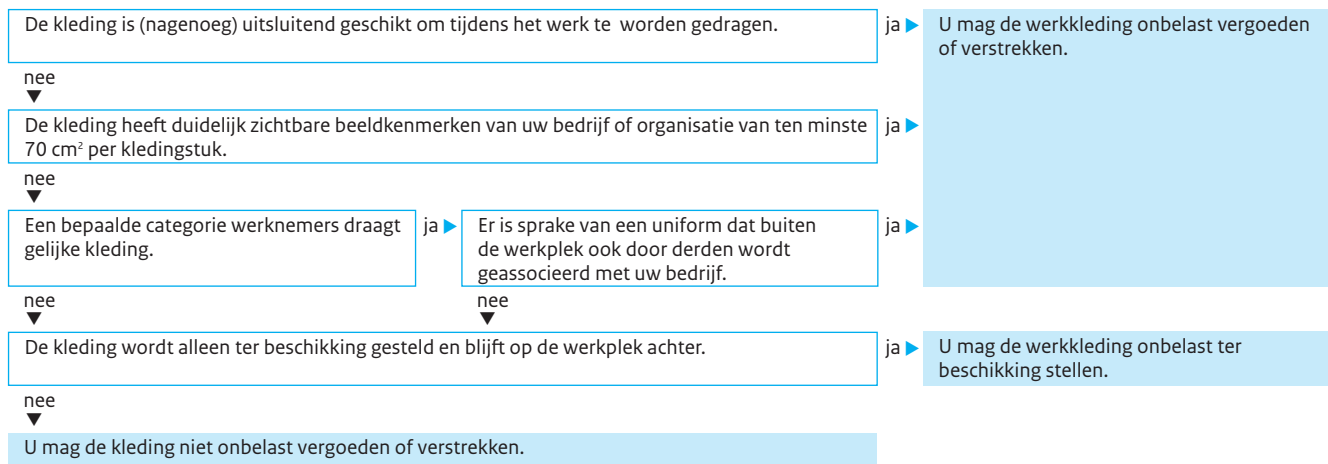 De kleding is (nagenoeg) uitsluitend geschikt om tijdens het werk te worden gedragen.
ja
U mag de werkkleding onbelast vergoeden
of verstrekken.
nee
De kleding heeft duidelijk zichtbare beeldkenmerken van uw bedrijf of organisatie van ten minste
70 cm² per kledingstuk.
ja
nee
Een bepaalde categorie werknemers draagt
gelijke kleding.
ja
Er is sprake van een uniform dat buiten
de werkplek ook door derden wordt
geassocieerd met uw bedrijf.
ja
nee
nee
De kleding wordt alleen ter beschikking gesteld en blijft op de werkplek achter.
ja
U mag de werkkleding onbelast ter
beschikking stellen.
nee
U mag de kleding niet onbelast vergoeden of verstrekken.